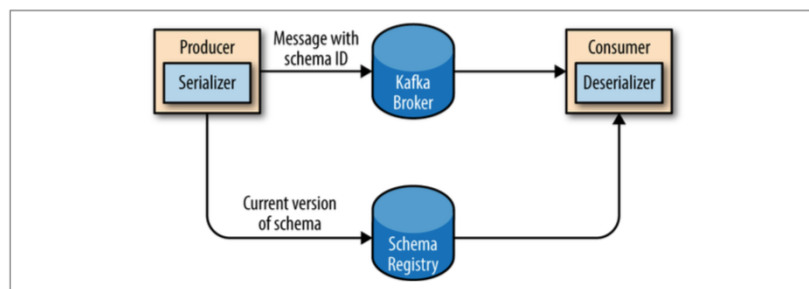 Producer
Serializer
Message with
schema ID
Kafka
Broker
Consumer
Deserializer
Current version
of schema
Schema
Registry